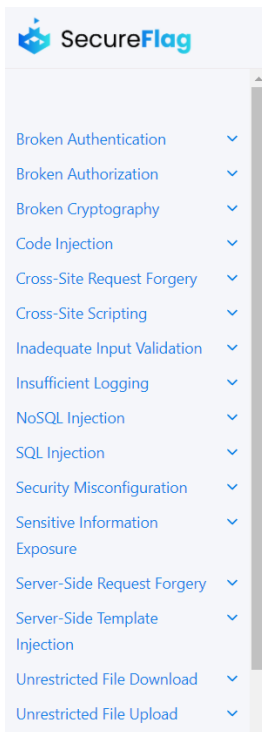 SecureFlag
Broken Authentication
Broken Authorization
Broken Cryptography
Code Injection
Cross-Site Request Forgery
Cross-Site Scripting
Inadequate Input Validation
Insufficient Logging
NoSQL Injection
SQL Injection
Security Misconfiguration
Sensitive Information
Exposure
Server-Side Request Forgery
Server-Side Template
Injection
Unrestricted File Download
Unrestricted File Upload